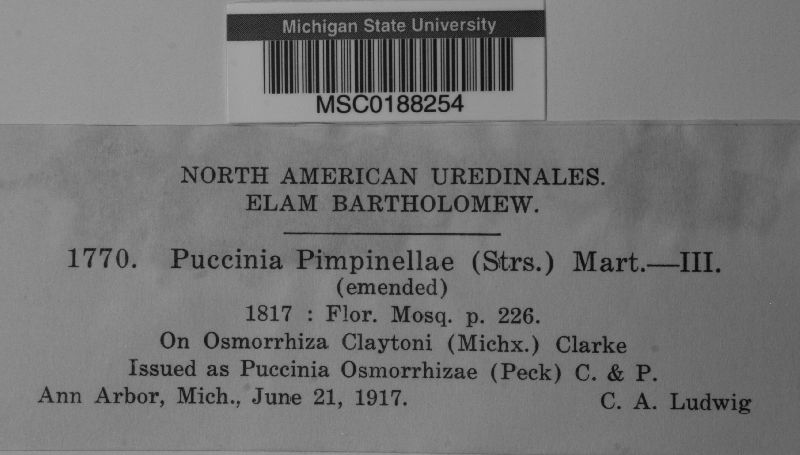 Michigan State University
MSC0188254
NORTH AMERICAN UREDINALES.
ELAM BARTHOLOMEW.
1770. Puccinia Pimpinellae (Strs.) Mart.—III.
(emended)
1817 : Flor. Mosq. p. 226.
On Osmorrhiza Claytoni (Michx.) Clarke
Issued as Puccinia Osmorrhizae (Peck) C. & P.
Ann Arbor, Mich., June 21, 1917. C. A. Ludwig